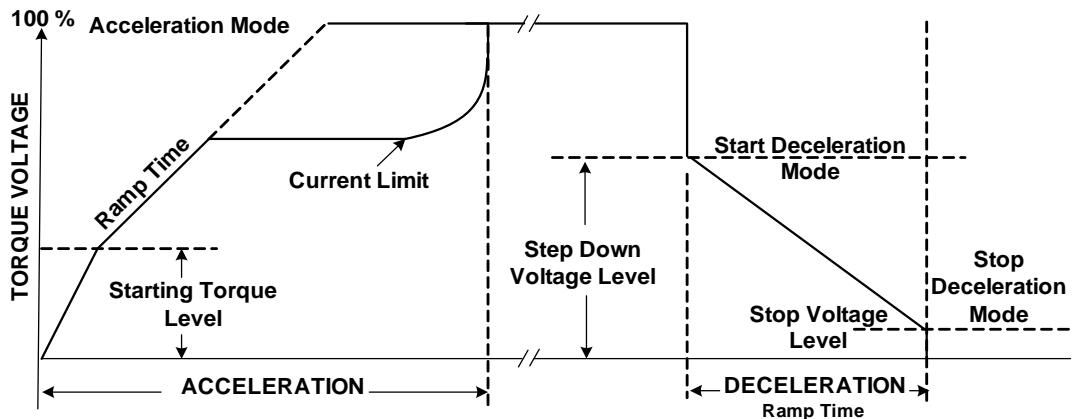 100 %
Acceleration Mode
TORQUE VOLTAGE
Ramp Time
Current Limit
Starting Torque
Level
Step Down
Voltage Level
Start Deceleration
Mode
Stop
Deceleration
Mode
Stop Voltage
Level
ACCELERATION
DECELERATION
Ramp Time